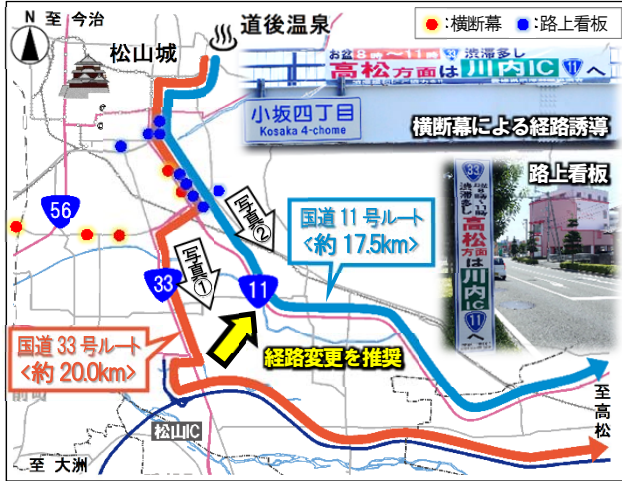 N 至 今治
●:横断幕 ●:路上看板
道後温泉
松山城
お盆 8時～11時 33 渋滞多し
高松方面は川内IC 11 へ
小坂四丁目
Kosaka 4-chome
横断幕による経路誘導
路上看板
33
渋滞多し
高松方面は川内IC
11
へ
56
写真②
国道11号ルート
<約17.5km>
写真①
33
11
国道33号ルート
<約20.0km>
経路変更を推奨
至 高松
松山IC
至 大洲